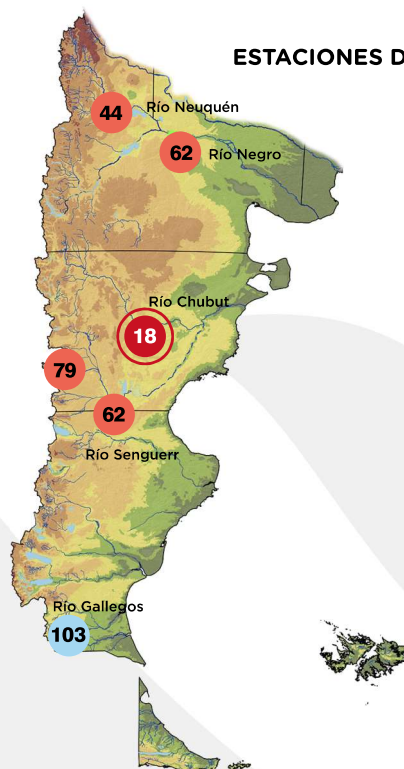 ESTACIONES D
44
Río Neuquén
62
Río Negro
Río Chubut
18
79
62
Río Senguerr
Río Gallegos
103